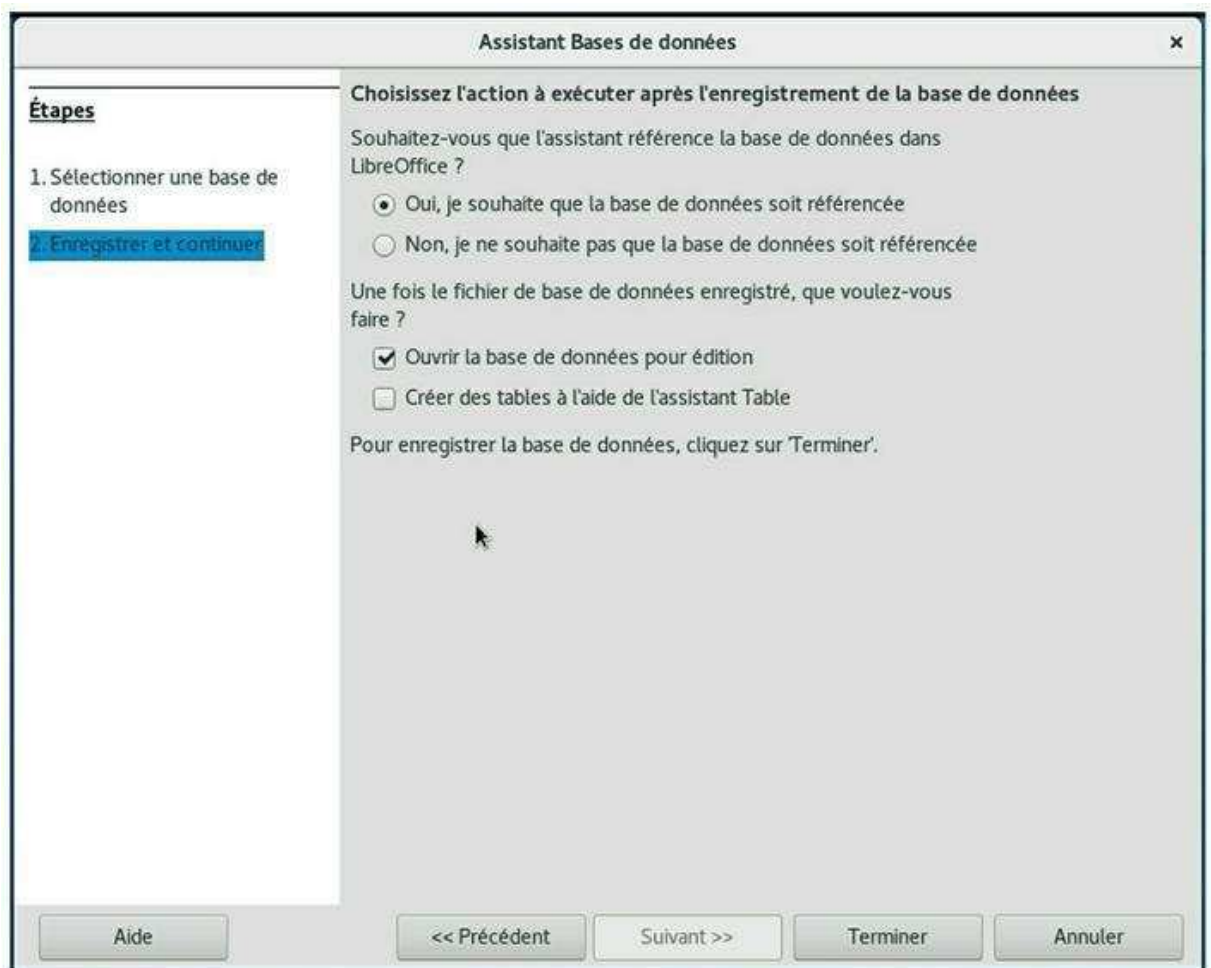 Assistant Bases de données
Étapes
1. Sélectionner une base de
données
2. Enregistrer et continuer
Choisissez l'action à exécuter après l'enregistrement de la base de données
Souhaitez-vous que l'assistant référence la base de données dans
LibreOffice ?
Oui, je souhaite que la base de données soit référencée
Non, je ne souhaite pas que la base de données soit référencée
Une fois le fichier de base de données enregistré, que voulez-vous
faire ?
Ouvrir la base de données pour édition
Créer des tables à l'aide de l'assistant Table
Pour enregistrer la base de données, cliquez sur 'Terminer'.
Aide
<< Précédent
Suivant >>
Terminer
Annuler